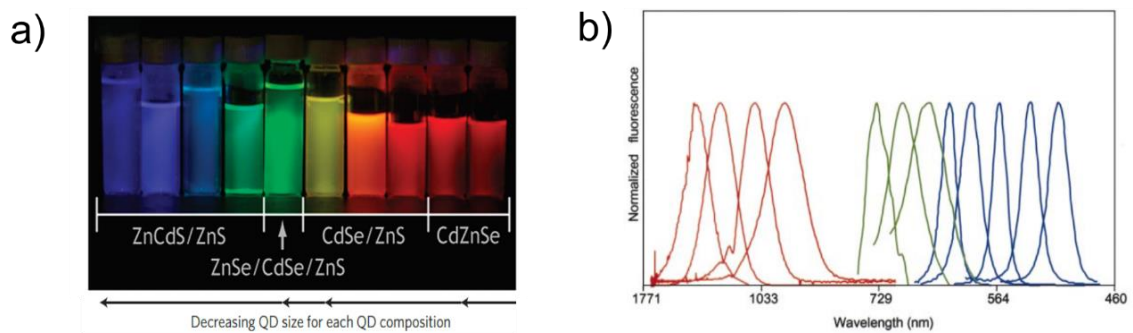 a)
ZnCdS/ZnS
CdSe/ZnS
CdZnSe
ZnSe/CdSe/ZnS
Decreasing QD size for each QD composition
b)
Normalized fluorescence
1771
1033
729
564
460
Wavelength (nm)